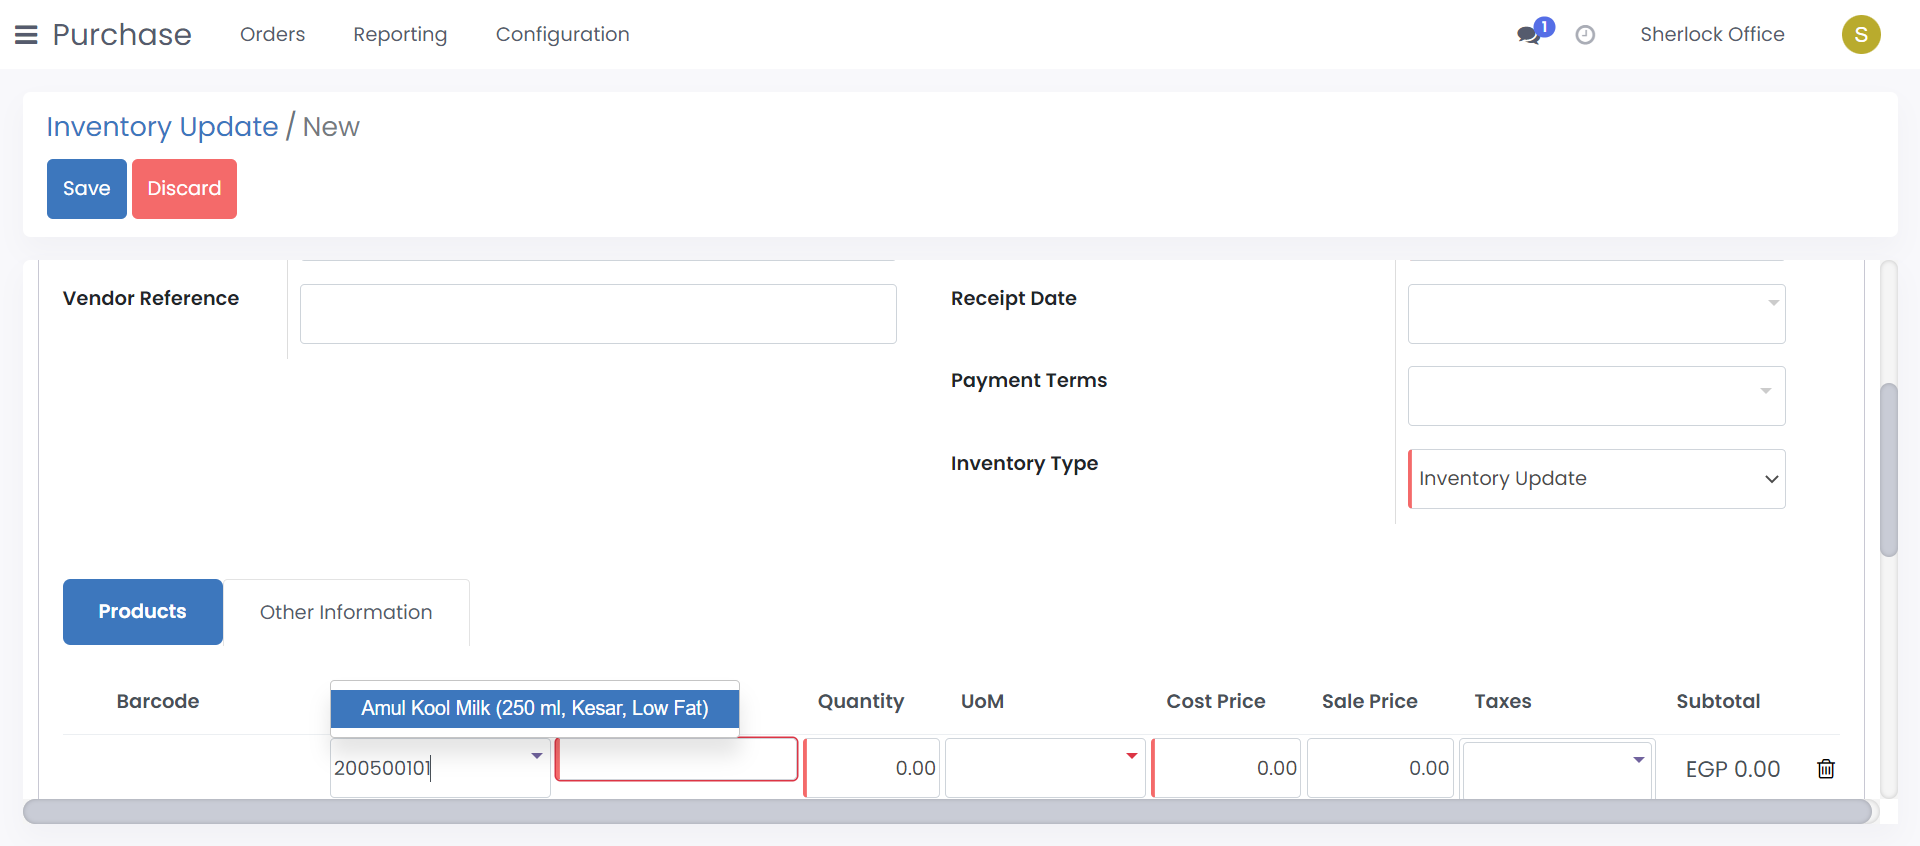 Purchase Orders Reporting Configuration 1 Sherlock Office S
Inventory Update / New
Save Discard
Vendor Reference Receipt Date
Payment Terms
Inventory Type Inventory Update
Products Other Information
Barcode Amul Kool Milk (250 ml, Kesar, Low Fat) Quantity UoM Cost Price Sale Price Taxes Subtotal
200500101 0.00 0.00 0.00 EGP 0.00